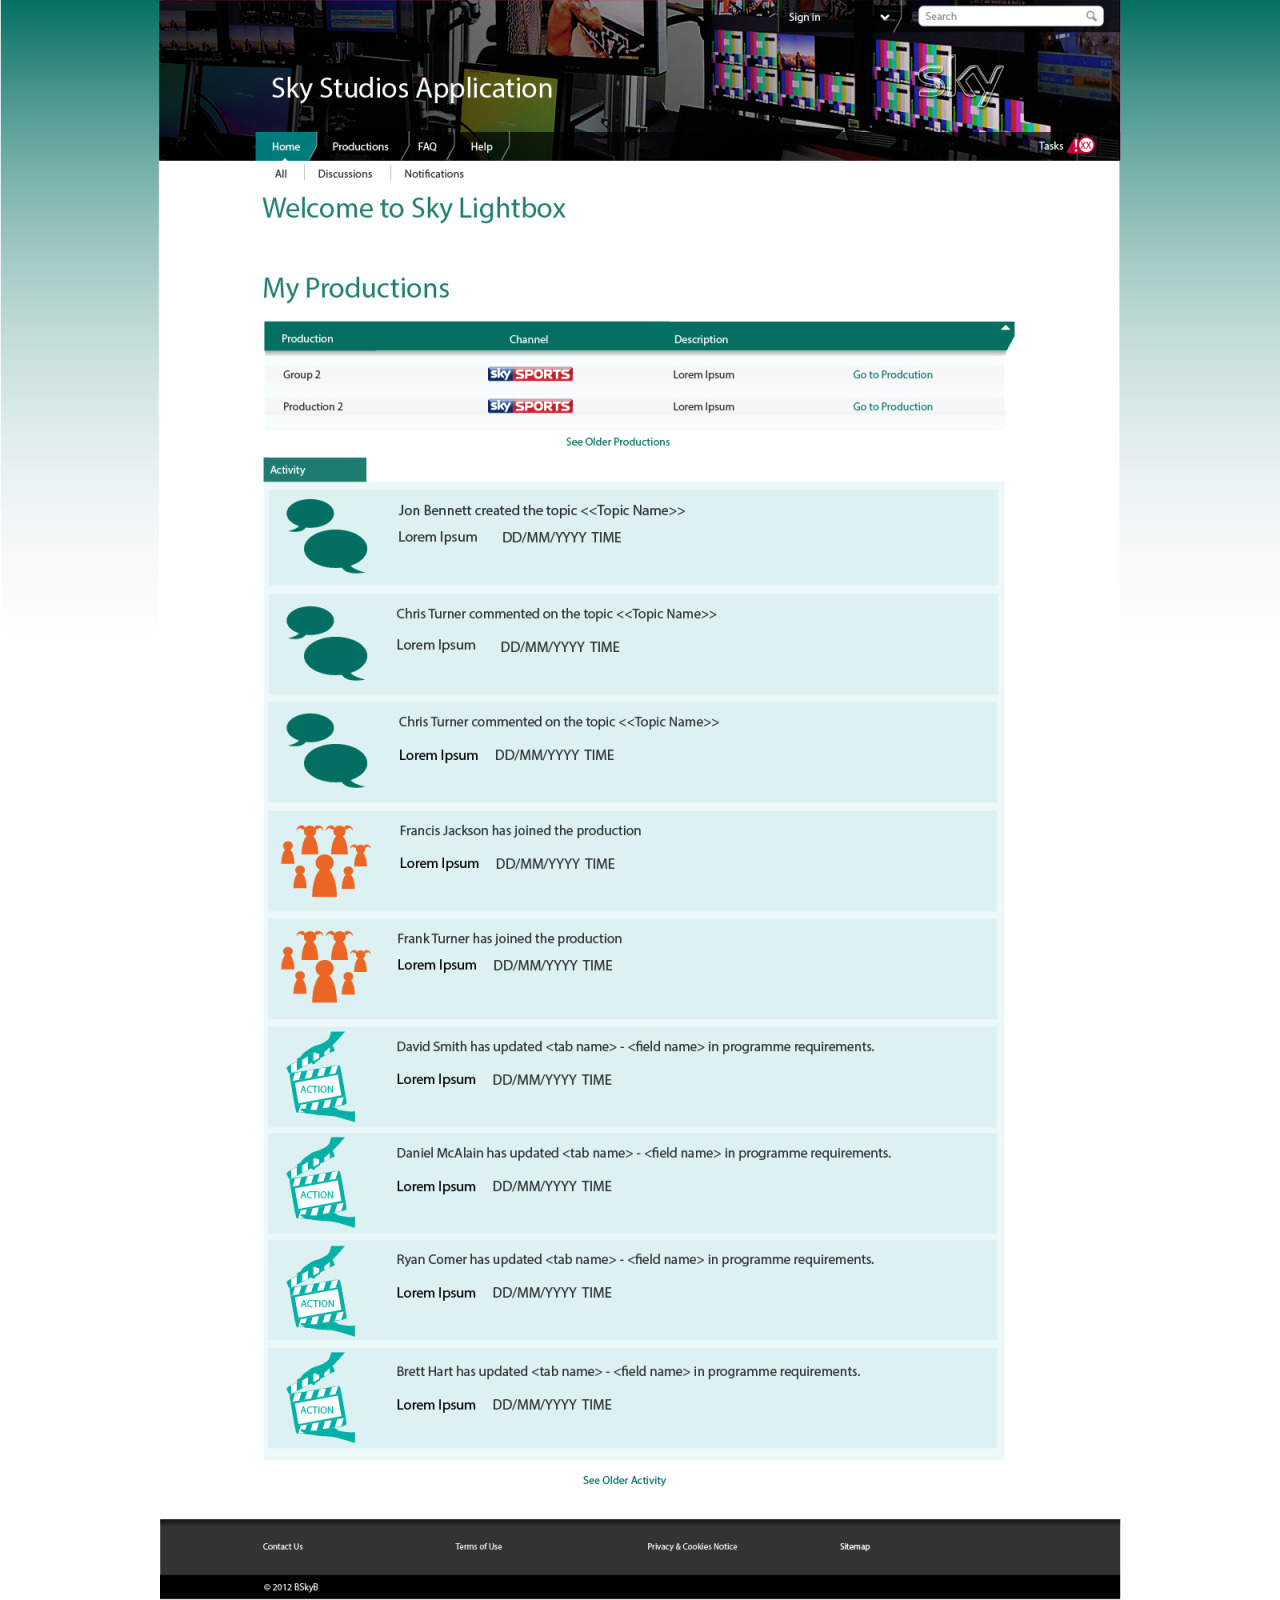 Sign in
Search
Sky Studios Application
sky
Home Productions FAQ Help
Tasks !XX
All Discussions Notifications
Welcome to Sky Lightbox
My Productions
Production Channel Description
Group 2 sky SPORTS Lorem Ipsum Go to Prodcution
Production 2 sky SPORTS Lorem Ipsum Go to Production
See Older Productions
Activity
Jon Bennett created the topic <<Topic Name>>
Lorem Ipsum DD/MM/YYYY TIME
Chris Turner commented on the topic <<Topic Name>>
Lorem Ipsum DD/MM/YYYY TIME
Chris Turner commented on the topic <<Topic Name>>
Lorem Ipsum DD/MM/YYYY TIME
Francis Jackson has joined the production
Lorem Ipsum DD/MM/YYYY TIME
Frank Turner has joined the production
Lorem Ipsum DD/MM/YYYY TIME
David Smith has updated <tab name> - <field name> in programme requirements.
ACTION
Lorem Ipsum DD/MM/YYYY TIME
Daniel McAlain has updated <tab name> - <field name> in programme requirements.
ACTION
Lorem Ipsum DD/MM/YYYY TIME
Ryan Comer has updated <tab name> - <field name> in programme requirements.
ACTION
Lorem Ipsum DD/MM/YYYY TIME
Brett Hart has updated <tab name> - <field name> in programme requirements.
ACTION
Lorem Ipsum DD/MM/YYYY TIME
See Older Activity
Contact Us Terms of Use Privacy & Cookies Notice Sitemap
© 2012 BSkyB